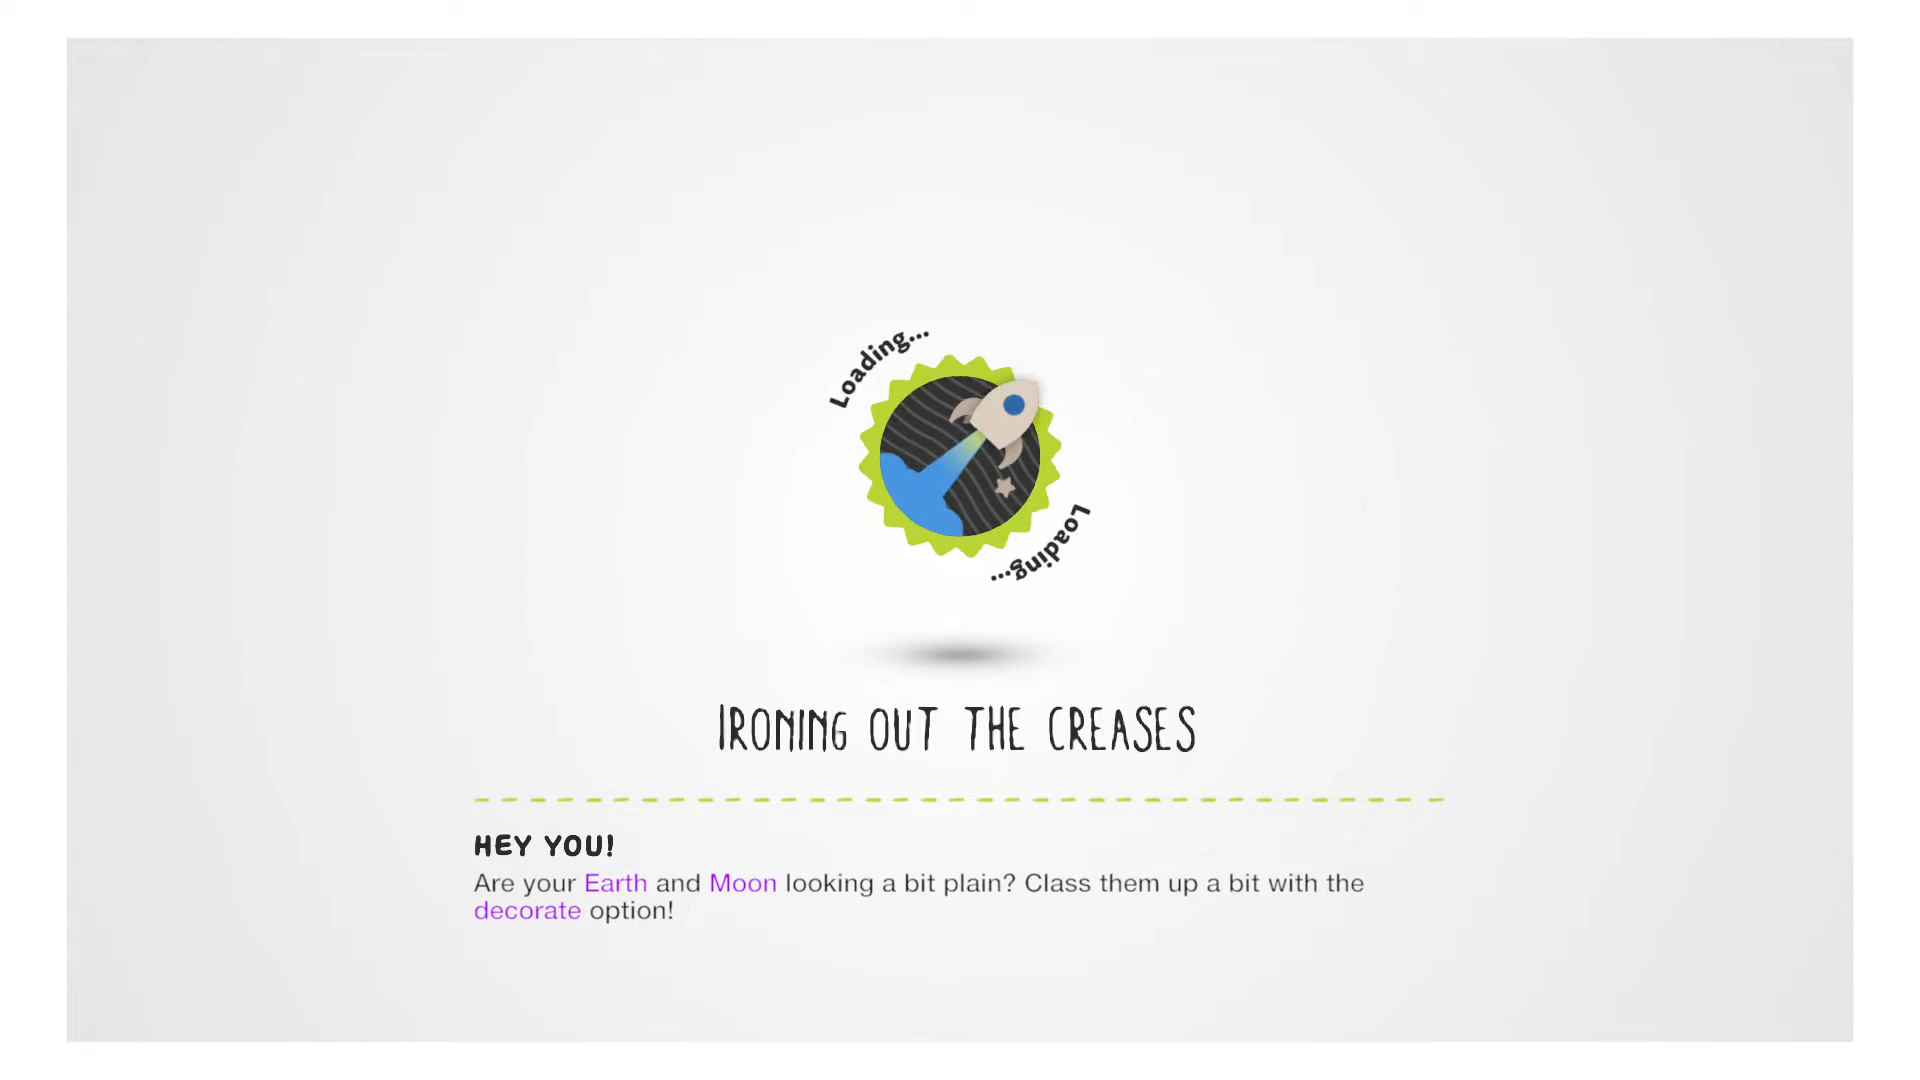 Loading...
Loading...
IRONING OUT THE CREASES
HEY YOU!
Are your Earth and Moon looking a bit plain? Class them up a bit with the
decorate option!